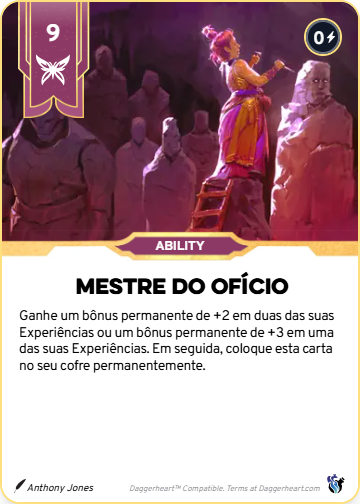 9
0
ABILITY
MESTRE DO OFÍCIO
Ganhe um bônus permanente de +2 em duas das suas
Experiências ou um bônus permanente de +3 em uma
das suas Experiências. Em seguida, coloque esta carta
no seu cofre permanentemente.
Anthony Jones
Daggerheart™ Compatible. Terms at Daggerheart.com